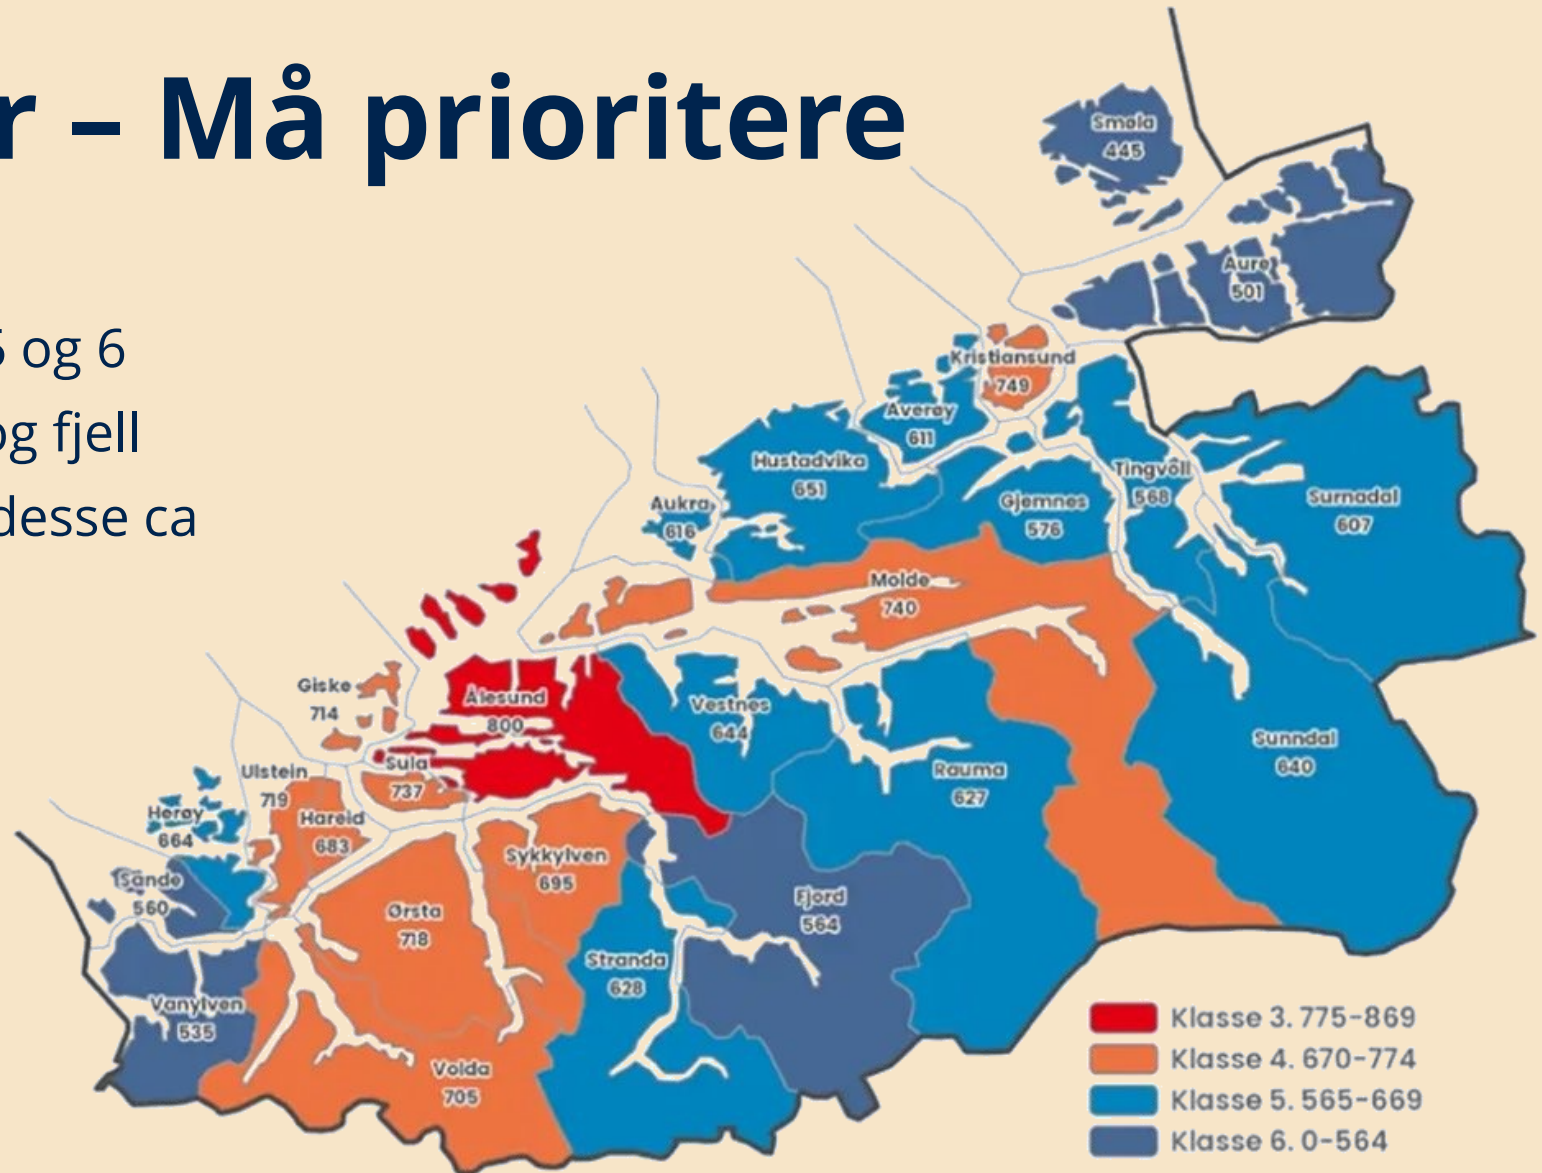 r – Må prioritere
5 og 6
og fjell
desse ca
Smøla
445
Aure
501
Kristiansund
749
Averøy
611
Hustadvika
651
Tingvoll
568
Surnadal
607
Gjemnes
576
Aukra
616
Molde
740
Giske
714
Ålesund
800
Vestnes
644
Sunndal
640
Rauma
627
Sula
737
Ulstein
719
Hareid
683
Herøy
664
Sykkylven
695
Sande
560
Fjord
564
Ørsta
718
Stranda
628
Vanylven
535
Volda
705
Klasse 3. 775-869
Klasse 4. 670-774
Klasse 5. 565-669
Klasse 6. 0-564